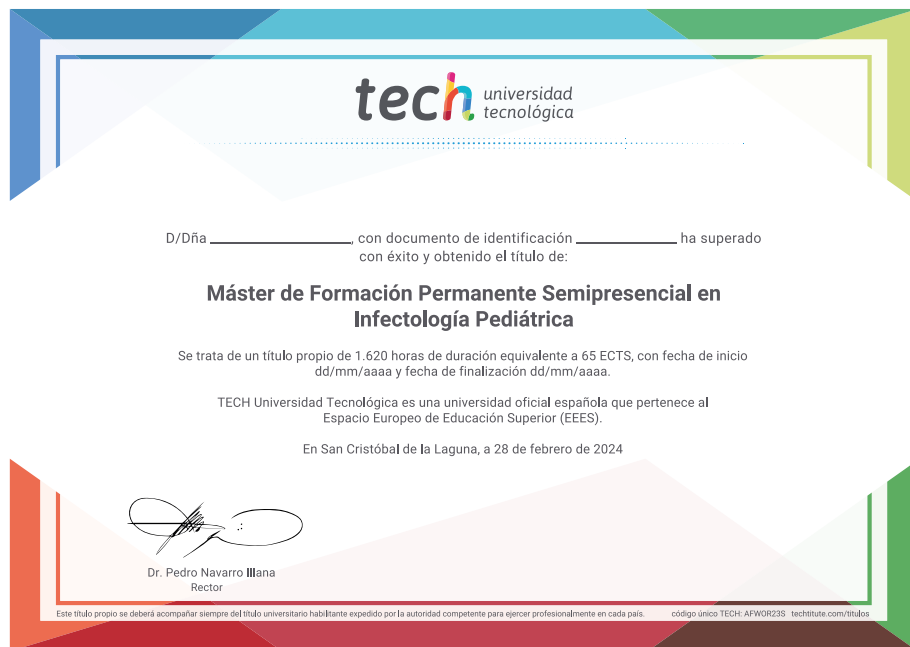 tech universidad
tecnológica
D/Dña ____________________, con documento de identificación ______________ ha superado
con éxito y obtenido el título de:
Máster de Formación Permanente Semipresencial en
Infectología Pediátrica
Se trata de un título propio de 1.620 horas de duración equivalente a 65 ECTS, con fecha de inicio
dd/mm/aaaa y fecha de finalización dd/mm/aaaa.
TECH Universidad Tecnológica es una universidad oficial española que pertenece al
Espacio Europeo de Educación Superior (EEES).
En San Cristóbal de la Laguna, a 28 de febrero de 2024
Dr. Pedro Navarro Illana
Rector
Este título propio se deberá acompañar siempre del título universitario habilitante expedido por la autoridad competente para ejercer profesionalmente en cada país. código único TECH: AFWOR23S techtitute.com/titulos